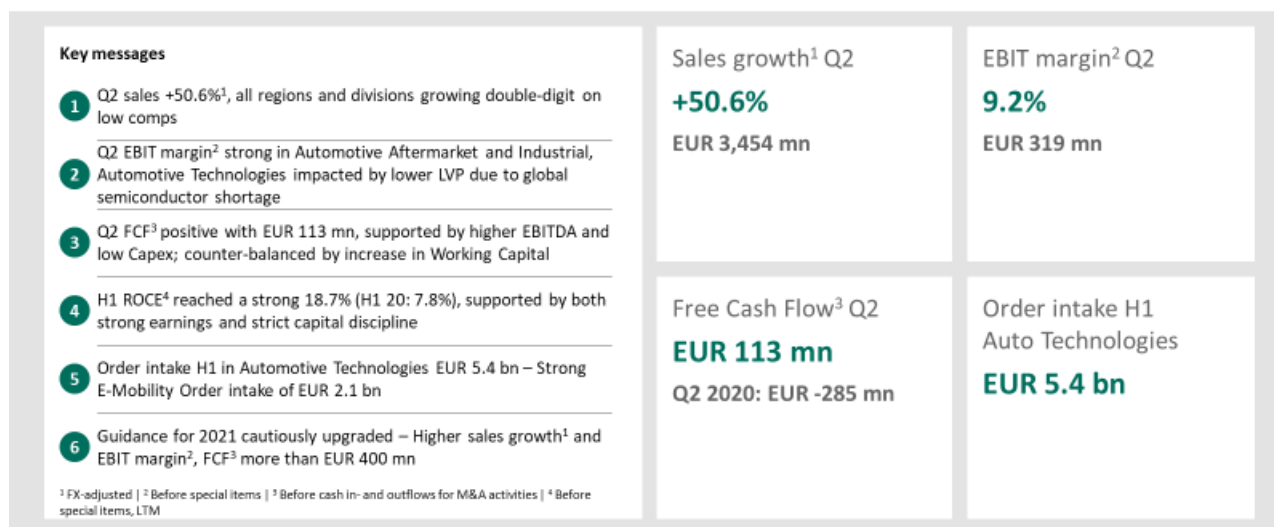 Key messages
1
Q2 sales +50.6%¹, all regions and divisions growing double-digit on
low comps
2
Q2 EBIT margin² strong in Automotive Aftermarket and Industrial,
Automotive Technologies impacted by lower LVP due to global
semiconductor shortage
3
Q2 FCF³ positive with EUR 113 mn, supported by higher EBITDA and
low Capex; counter-balanced by increase in Working Capital
4
H1 ROCE⁴ reached a strong 18.7% (H1 20: 7.8%), supported by both
strong earnings and strict capital discipline
5
Order intake H1 in Automotive Technologies EUR 5.4 bn – Strong
E-Mobility Order intake of EUR 2.1 bn
6
Guidance for 2021 cautiously upgraded – Higher sales growth¹ and
EBIT margin², FCF³ more than EUR 400 mn
¹ FX-adjusted | ² Before special items | ³ Before cash in- and outflows for M&A activities | ⁴ Before
special items, LTM
Sales growth¹ Q2
+50.6%
EUR 3,454 mn
EBIT margin² Q2
9.2%
EUR 319 mn
Free Cash Flow³ Q2
EUR 113 mn
Q2 2020: EUR -285 mn
Order intake H1
Auto Technologies
EUR 5.4 bn